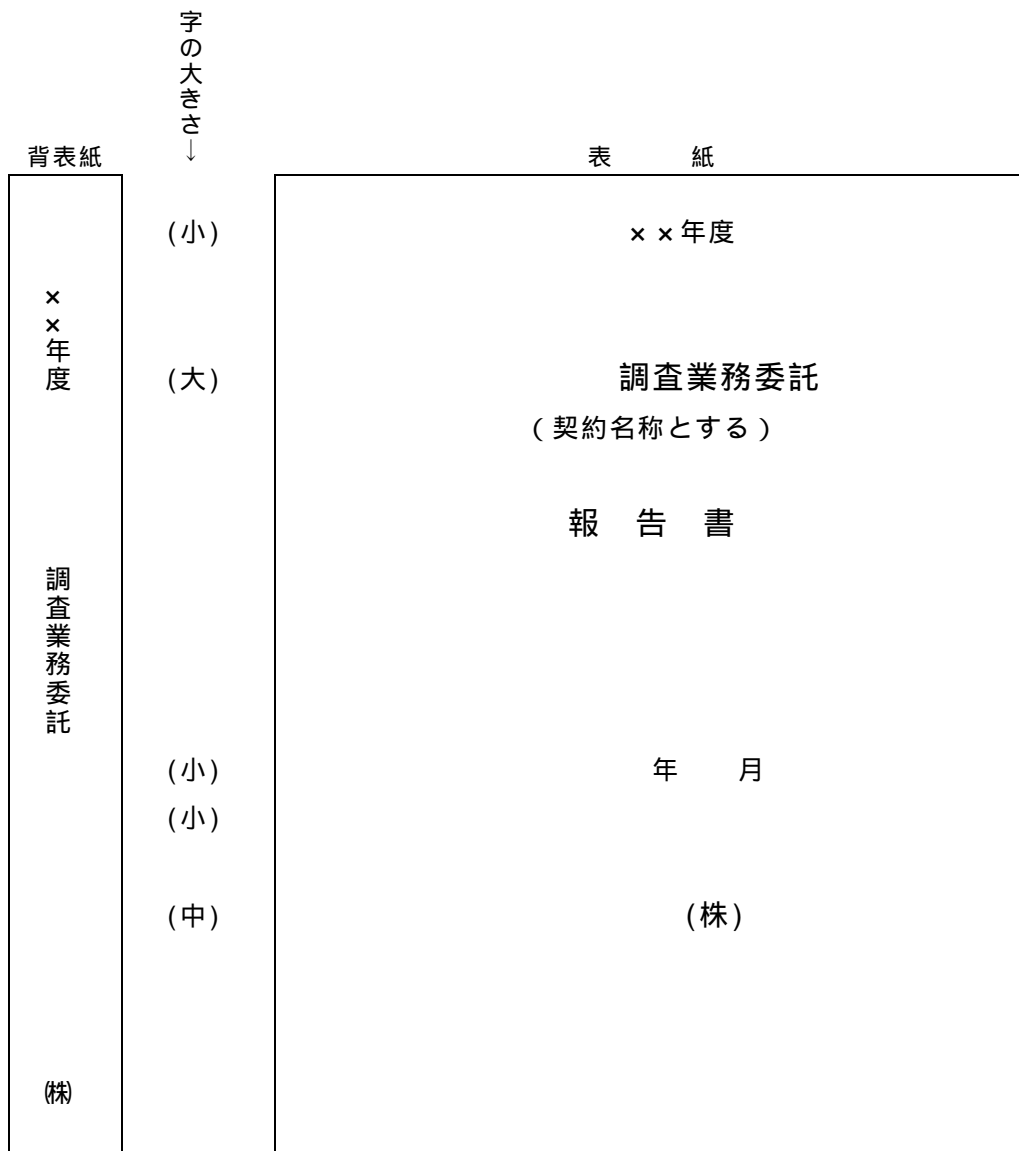 字の大きさ→
背表紙
表　　紙
(小)
××年度
××年度
(大)
調査業務委託
(契約名称とする)
報　告　書
調査業務委託
(小)
年　　月
(小)
(中)
(株)
㈱